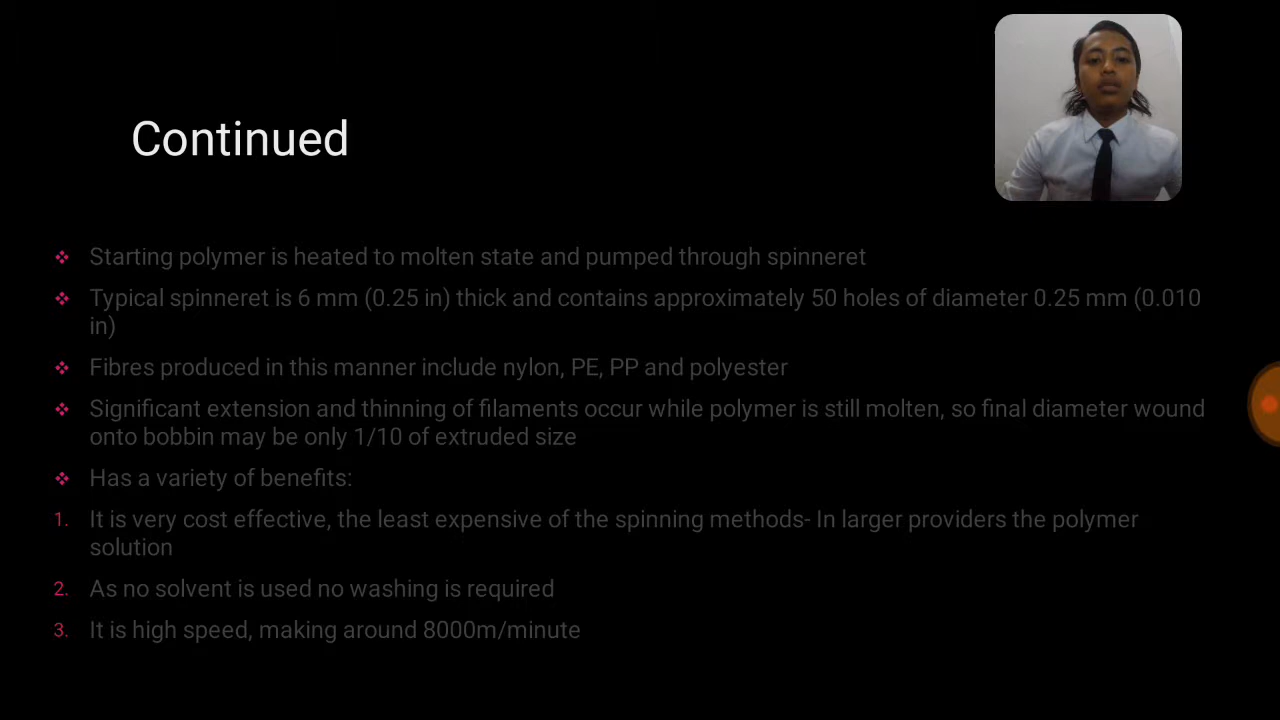 Continued
Starting polymer is heated to molten state and pumped through spinneret
Typical spinneret is 6 mm (0.25 in) thick and contains approximately 50 holes of diameter 0.25 mm (0.010
in)
Fibres produced in this manner include nylon, PE, PP and polyester
Significant extension and thinning of filaments occur while polymer is still molten, so final diameter wound
onto bobbin may be only 1/10 of extruded size
Has a variety of benefits:
1. It is very cost effective, the least expensive of the spinning methods- In larger providers the polymer
solution
2. As no solvent is used no washing is required
3. It is high speed, making around 8000m/minute